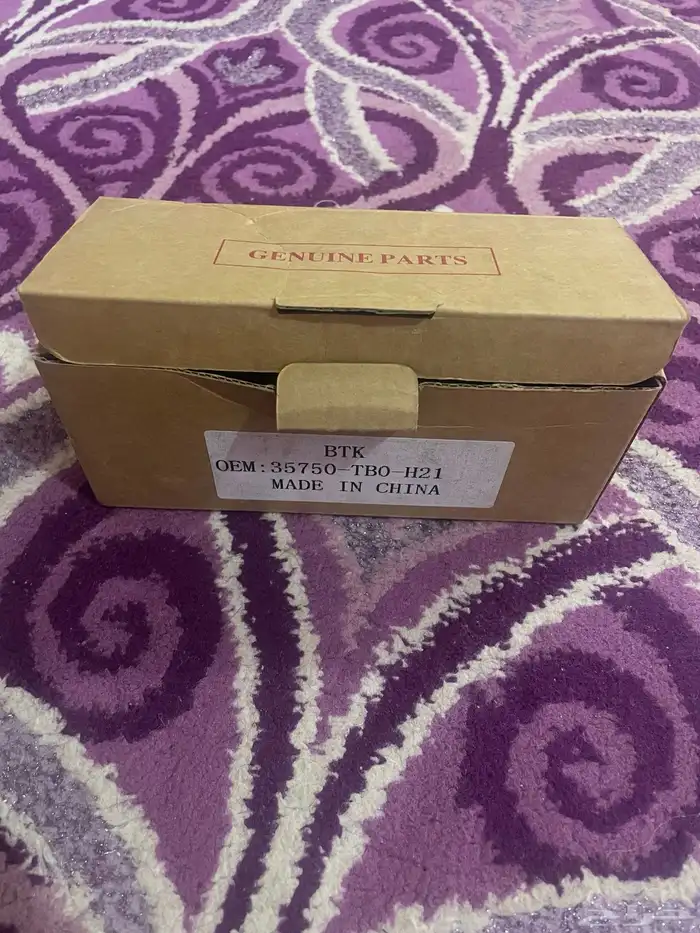 GENUINE PARTS
BTK
OEM:35750-TB0-H21
MADE IN CHINA